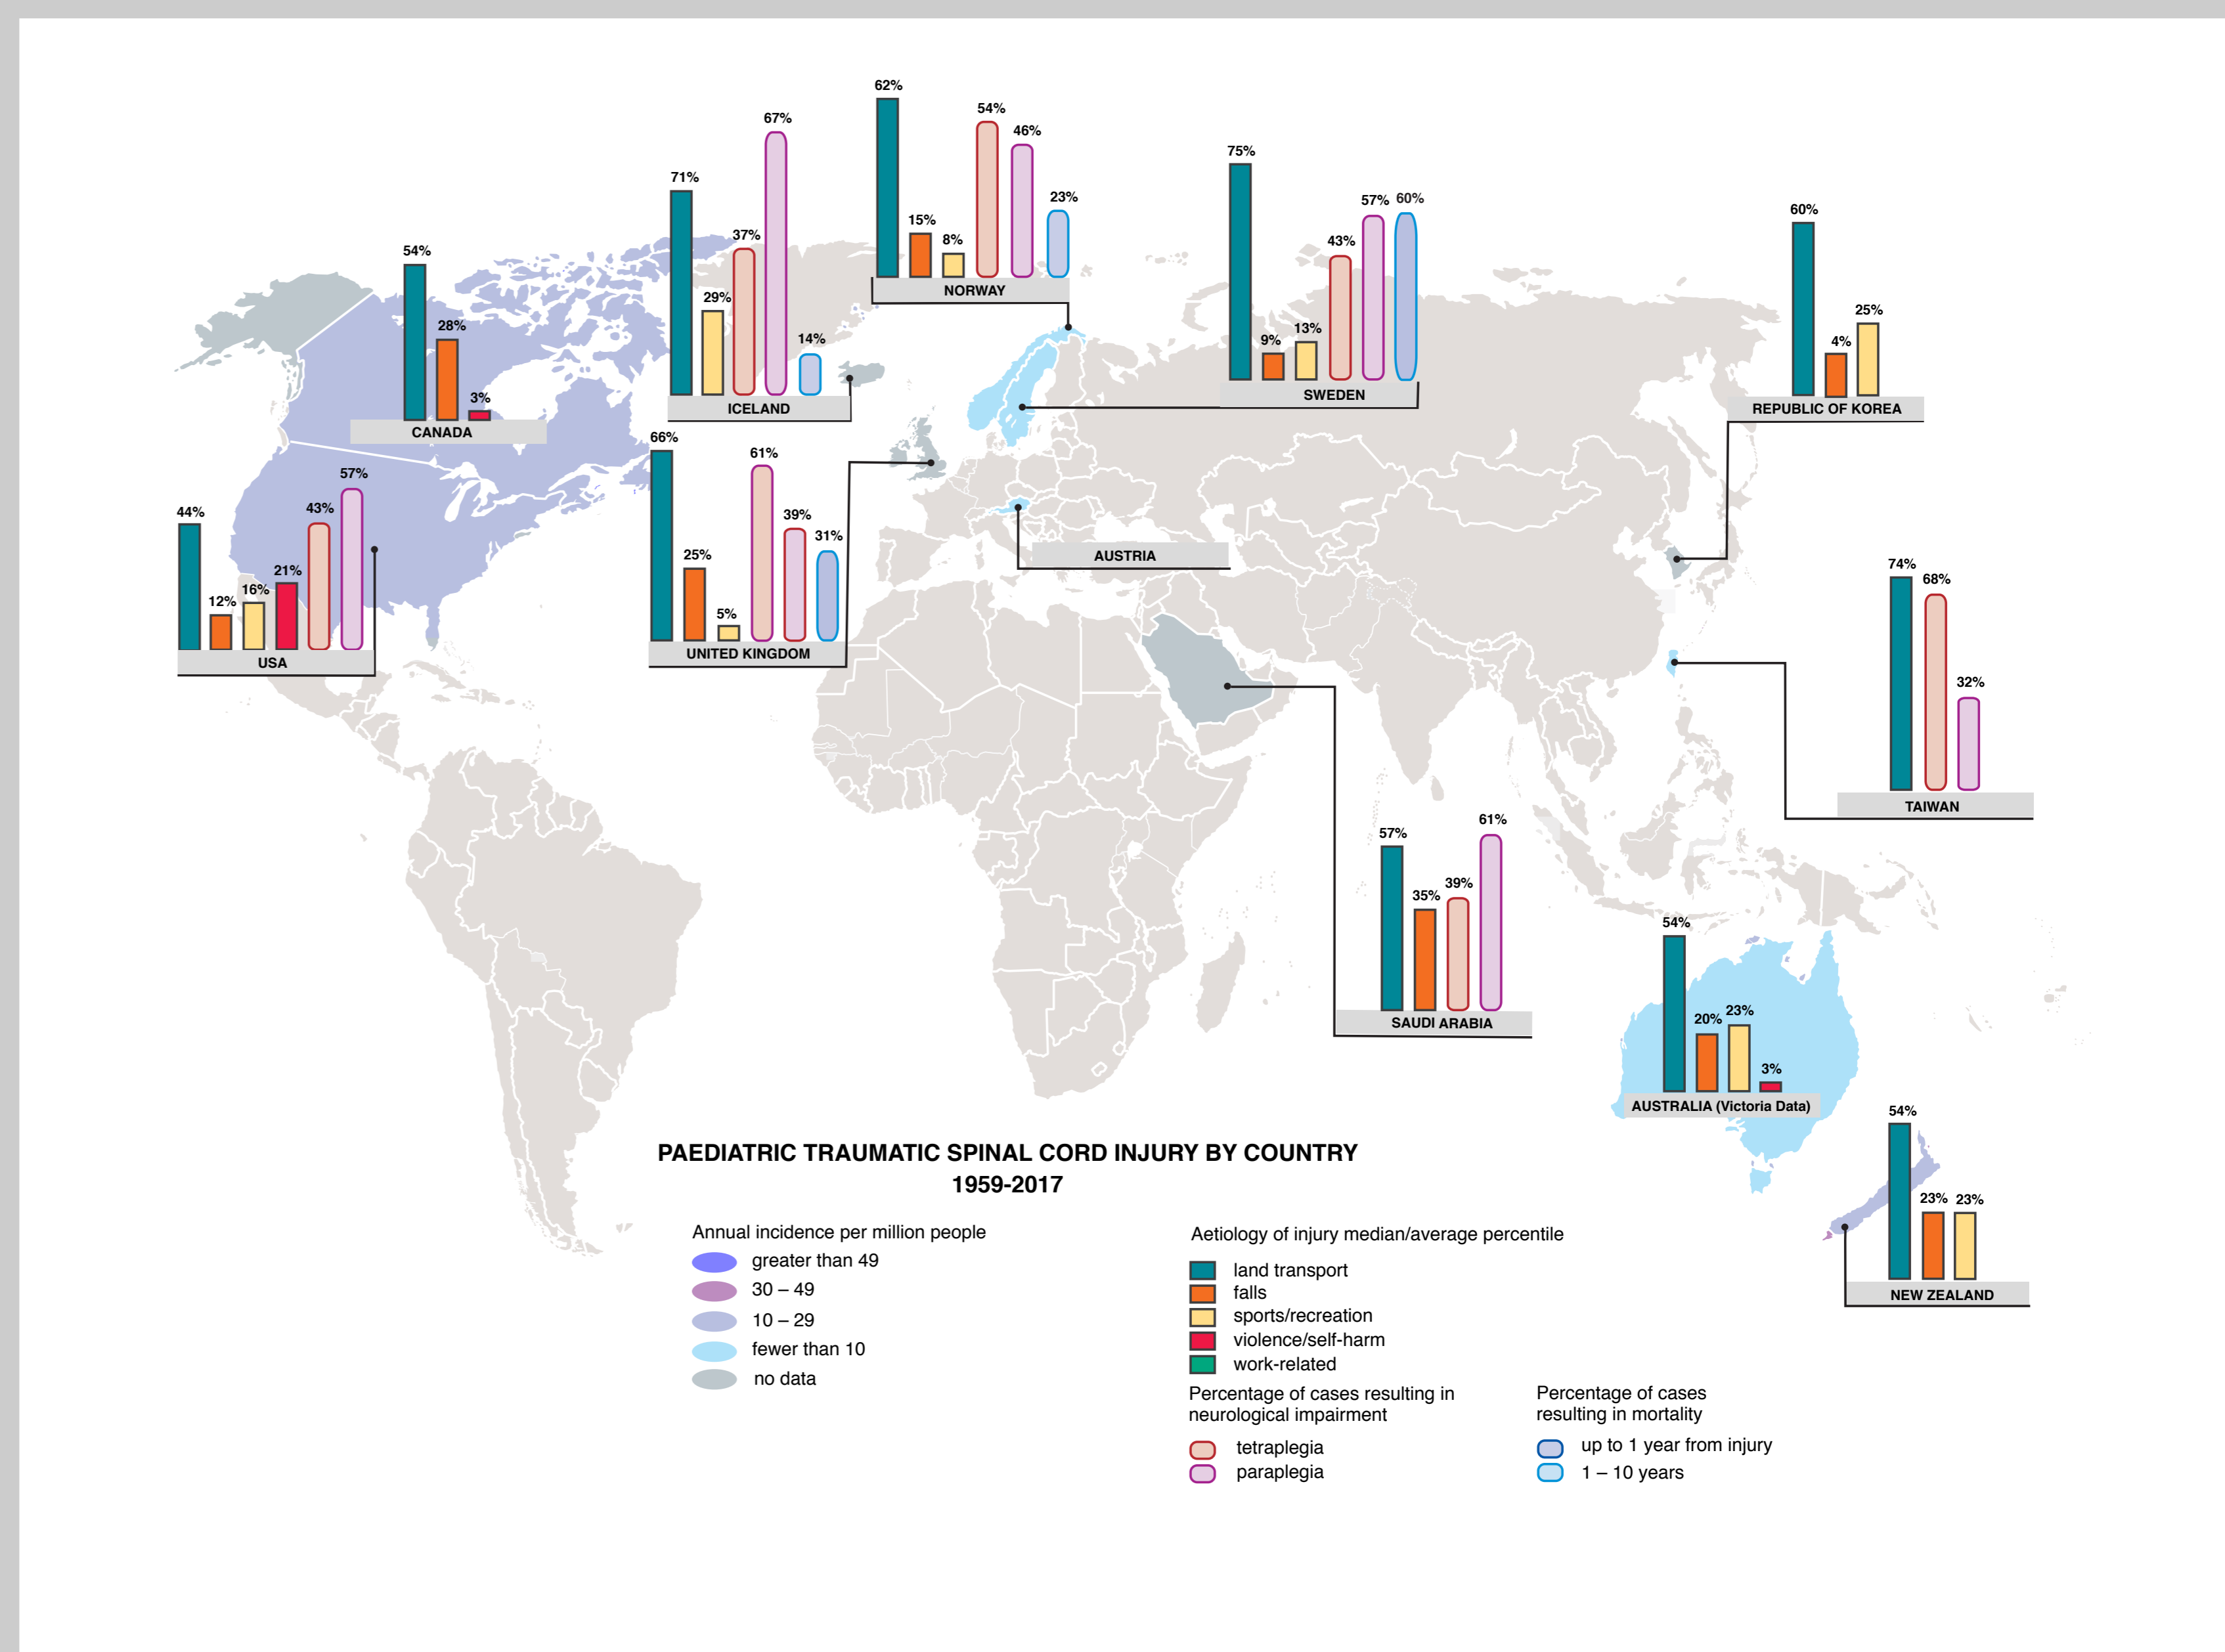 62%
54%
46%
15%
8%
23%
NORWAY
67%
71%
37%
29%
14%
ICELAND
75%
57%
60%
43%
13%
9%
SWEDEN
60%
25%
4%
REPUBLIC OF KOREA
54%
28%
3%
CANADA
66%
61%
39%
31%
25%
5%
UNITED KINGDOM
57%
44%
43%
21%
16%
12%
USA
AUSTRIA
74%
68%
32%
TAIWAN
61%
57%
39%
35%
SAUDI ARABIA
54%
20%
23%
3%
AUSTRALIA (Victoria Data)
54%
23%
23%
NEW ZEALAND
PAEDIATRIC TRAUMATIC SPINAL CORD INJURY BY COUNTRY
1959-2017
Annual incidence per million people
greater than 49
30 – 49
10 – 29
fewer than 10
no data
Aetiology of injury median/average percentile
land transport
falls
sports/recreation
violence/self-harm
work-related
Percentage of cases resulting in
neurological impairment
tetraplegia
paraplegia
Percentage of cases
resulting in mortality
up to 1 year from injury
1 – 10 years